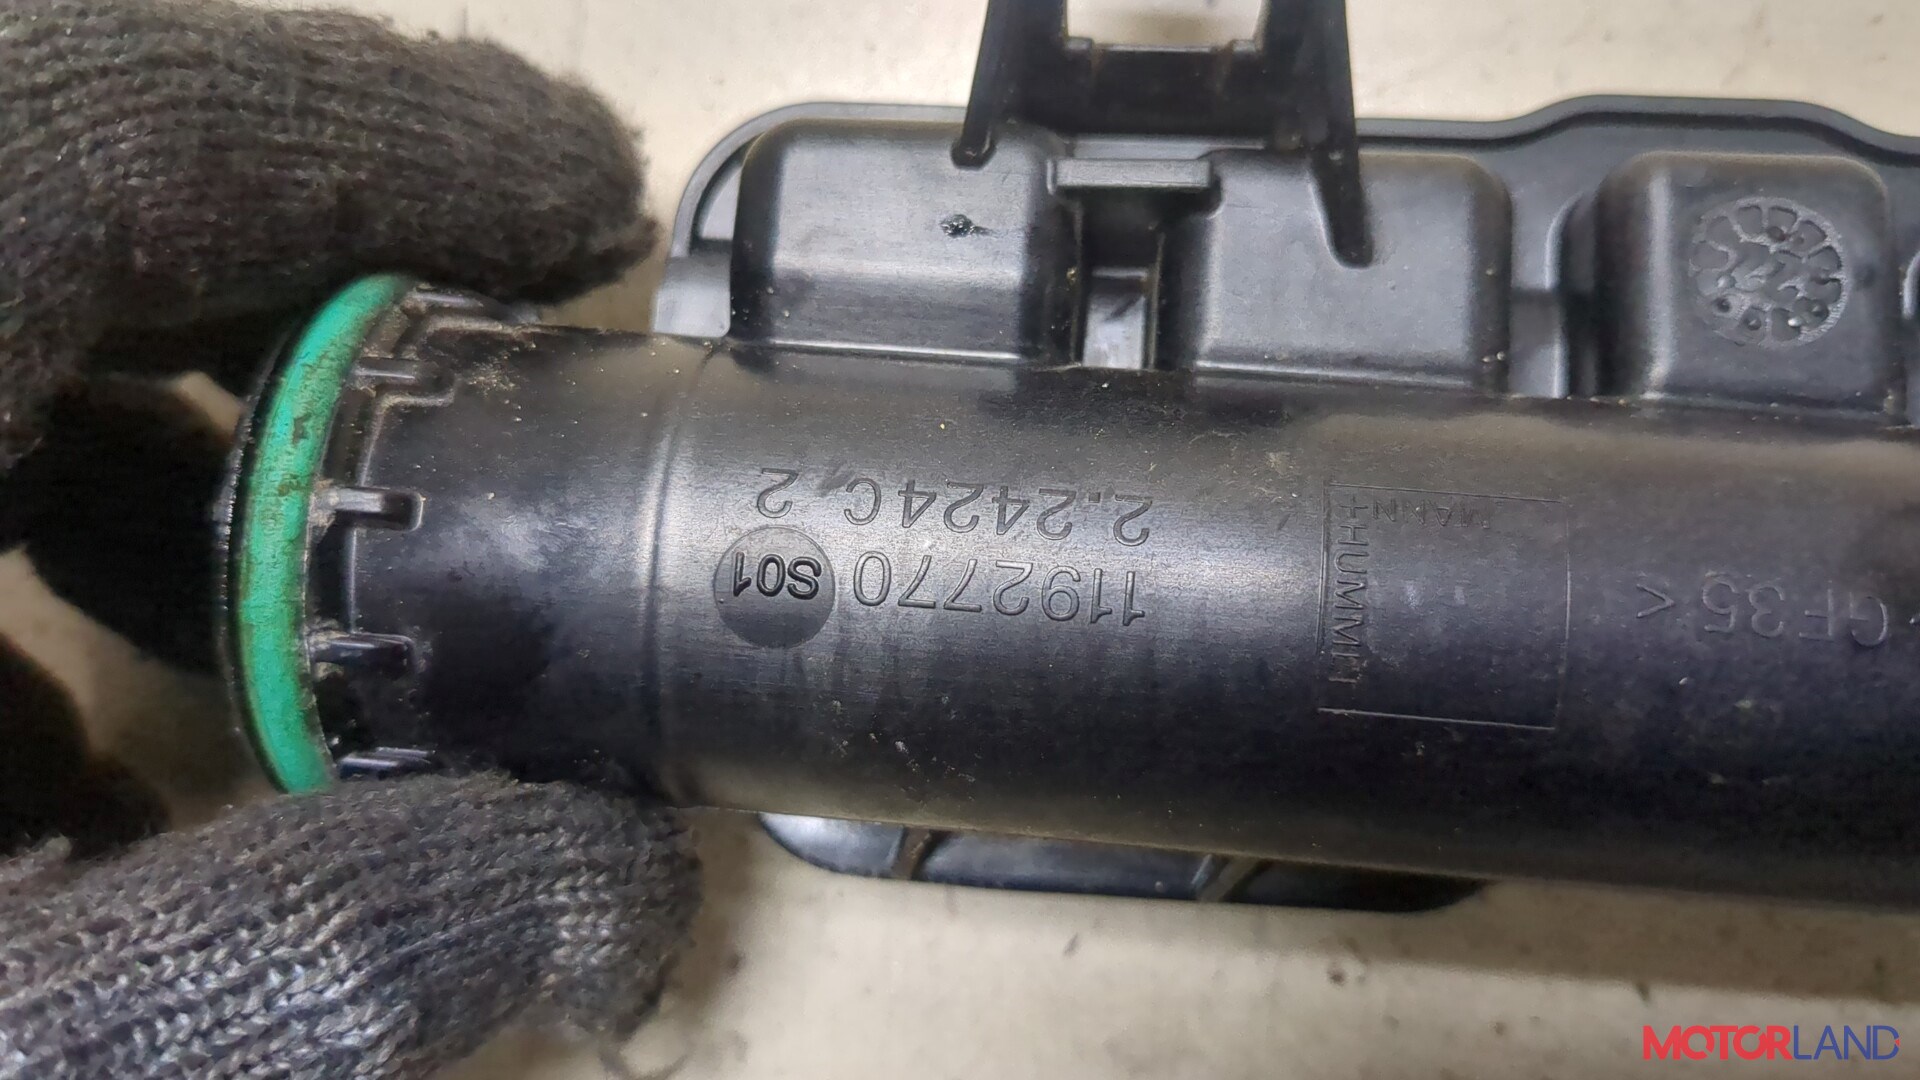 1192770 S01
2.2424C 2
MANN
+HUMMEL
GF35<
MOTORLAND